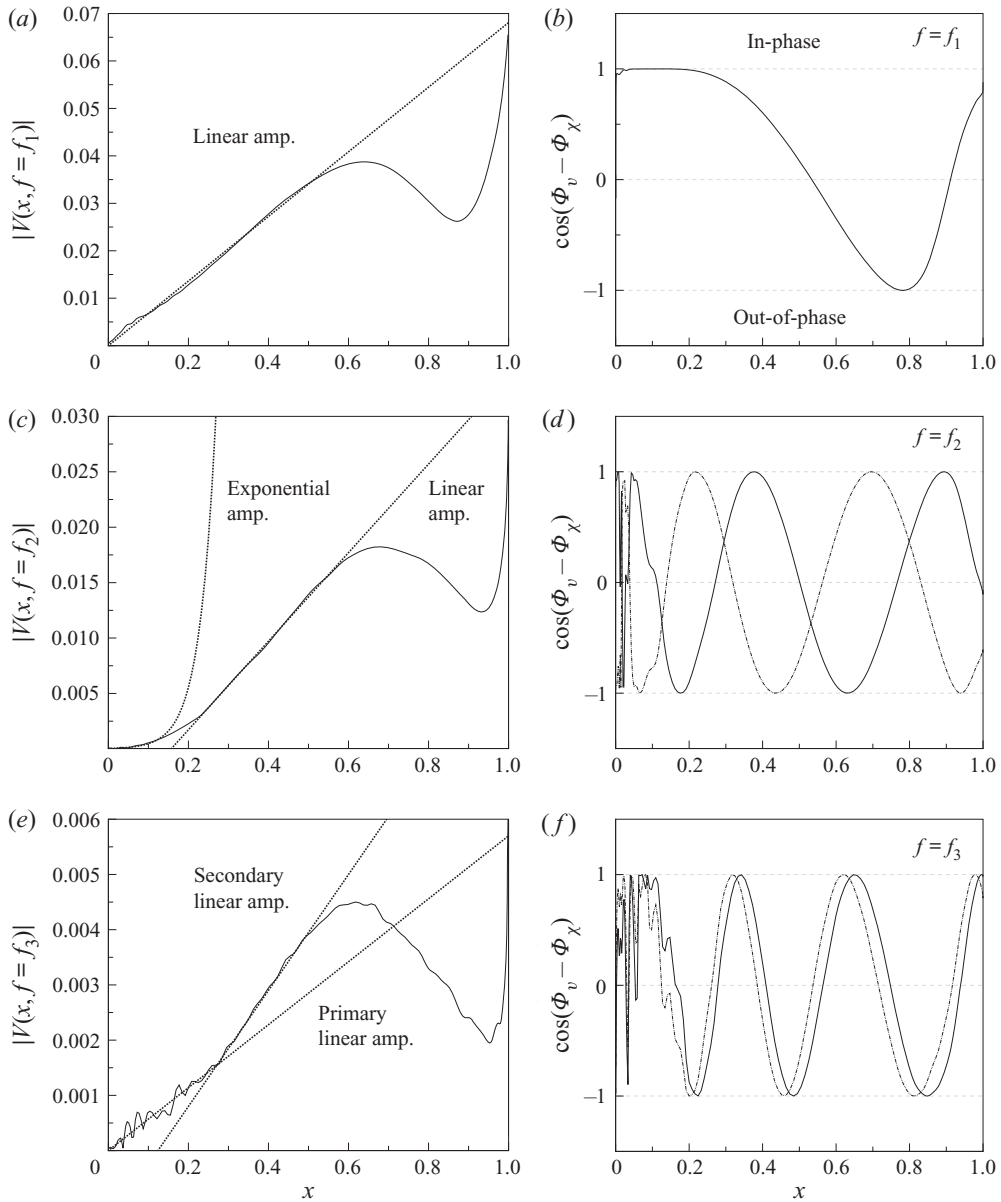 (a)
0.07
0.06
0.05
0.04
0.03
0.02
0.01
0
0.2
0.4
0.6
0.8
1.0
|V(x, f = f1)|
Linear amp.
(b)
In-phase
f = f1
1
0
−1
Out-of-phase
cos(Φv − Φχ)
0
0.2
0.4
0.6
0.8
1.0
(c)
0.030
0.025
0.020
0.015
0.010
0.005
0
0.2
0.4
0.6
0.8
1.0
|V(x, f = f2)|
Exponential
amp.
Linear
amp.
(d)
f = f2
1
0
−1
cos(Φv − Φχ)
0
0.2
0.4
0.6
0.8
1.0
(e)
0.006
0.005
0.004
0.003
0.002
0.001
0
0.2
0.4
0.6
0.8
1.0
|V(x, f = f3)|
Secondary
linear amp.
Primary
linear amp.
x
(f)
f = f3
1
0
−1
cos(Φv − Φχ)
0
0.2
0.4
0.6
0.8
1.0
x